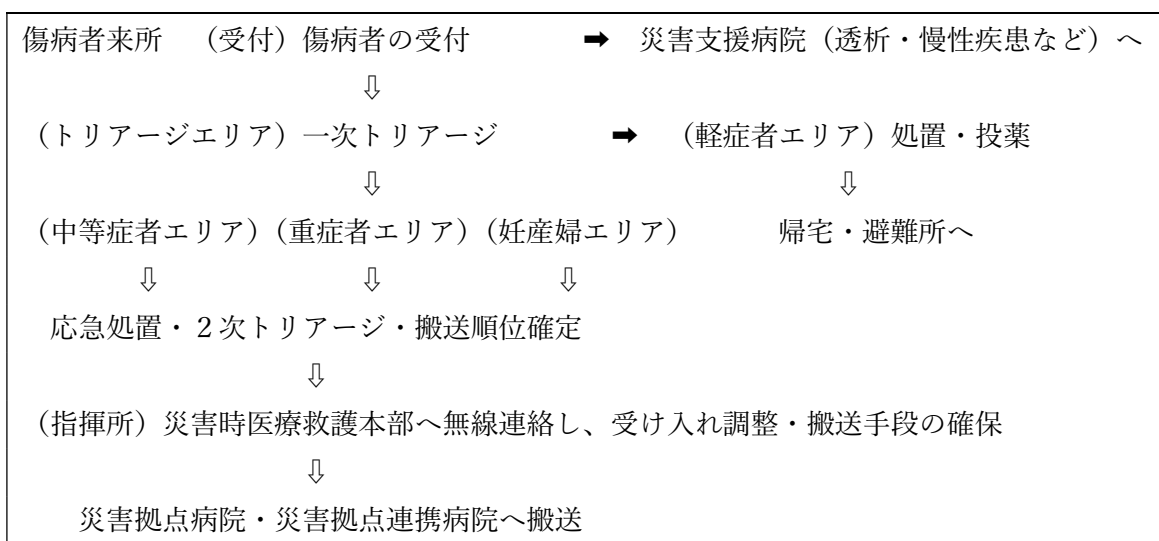 傷病者来所　（受付）傷病者の受付　➡　災害支援病院（透析・慢性疾患など）へ
⇩
（トリアージエリア）一次トリアージ　➡　（軽症者エリア）処置・投薬
⇩　⇩
（中等症者エリア）（重症者エリア）（妊産婦エリア）　帰宅・避難所へ
⇩　⇩　⇩
応急処置・２次トリアージ・搬送順位確定
⇩
（指揮所）災害時医療救護本部へ無線連絡し、受け入れ調整・搬送手段の確保
⇩
災害拠点病院・災害拠点連携病院へ搬送